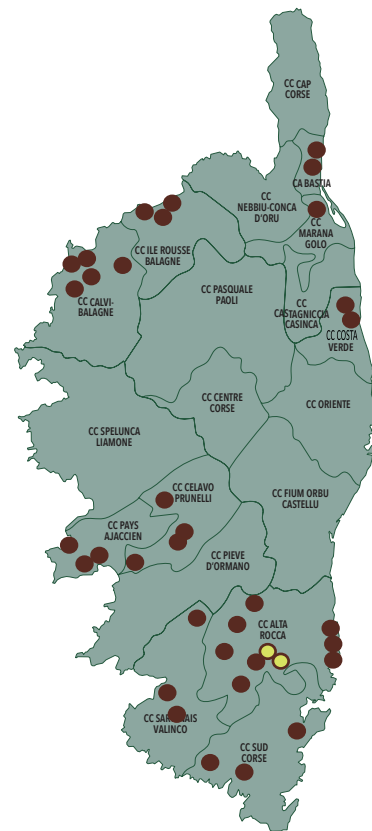 CC CAP
CORSE
CA BASTIA
CC
NEBBIU-CONCA
D'ORU
CC
MARANA
GOLO
CC ILE ROUSSE
BALAGNE
CC CALVI-
BALAGNE
CC PASQUALE
PAOLI
CC
CASTAGNICCIA
CASINCA
CC COSTA
VERDE
CC CENTRE
CORSE
CC ORIENTE
CC SPELUNCA
LIAMONE
CC CELAVO
PRUNELLI
CC FIUM ORBU
CASTELLU
CC PAYS
AJACCIEN
CC PIEVE
D'ORNANO
CC ALTA
ROCCA
VALINCO
CC SUD
CORSE